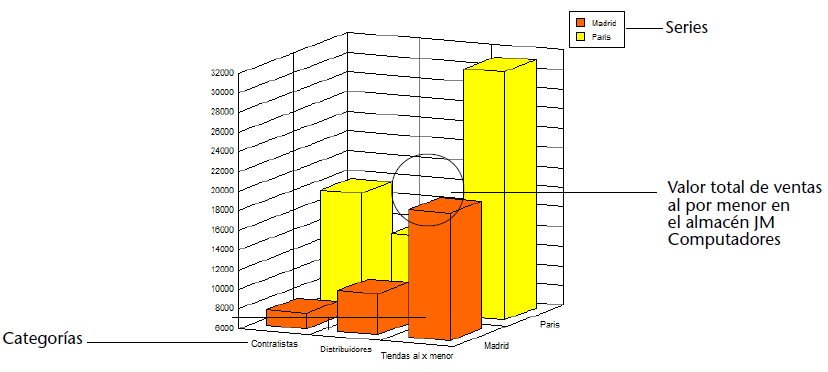 Madrid
Paris
Series
32000
30000
28000
26000
24000
22000
20000
18000
16000
14000
12000
10000
8000
6000
Valor total de ventas
al por menor en
el almacén JM
Computadores
Categorías
Contratistas
Distribuidores
Tiendas al x menor
Madrid
Paris